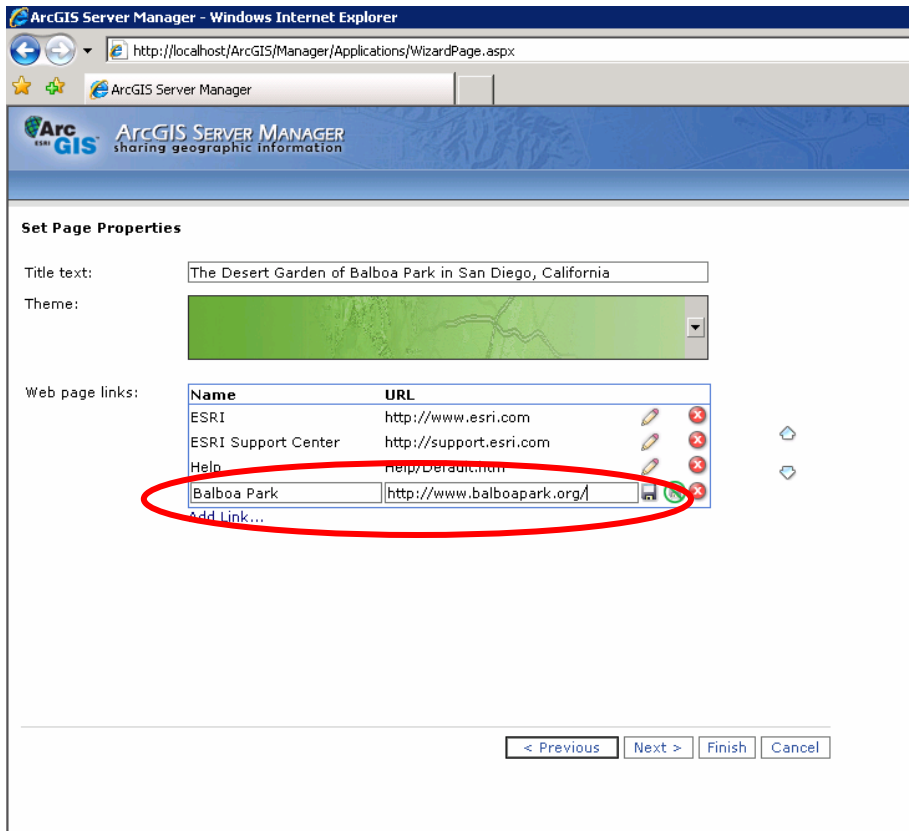 ArcGIS Server Manager - Windows Internet Explorer
http://localhost/ArcGIS/Manager/Applications/WizardPage.aspx
ArcGIS Server Manager
Arc GIS ESRI
ArcGIS Server Manager
sharing geographic information
Set Page Properties
Title text: The Desert Garden of Balboa Park in San Diego, California
Theme:
Web page links:
Name URL
ESRI http://www.esri.com
ESRI Support Center http://support.esri.com
Help Help/Default.htm
Balboa Park http://www.balboapark.org/
Add Link...
< Previous Next > Finish Cancel